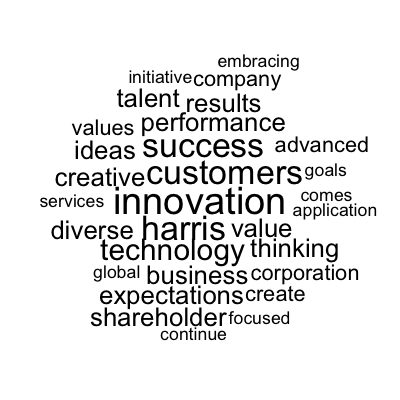 embracing
initiative company
talent results
values performance
ideas success advanced
creative customers goals
services innovation comes
application
diverse harris value
technology thinking
global business corporation
expectations create
shareholder focused
continue